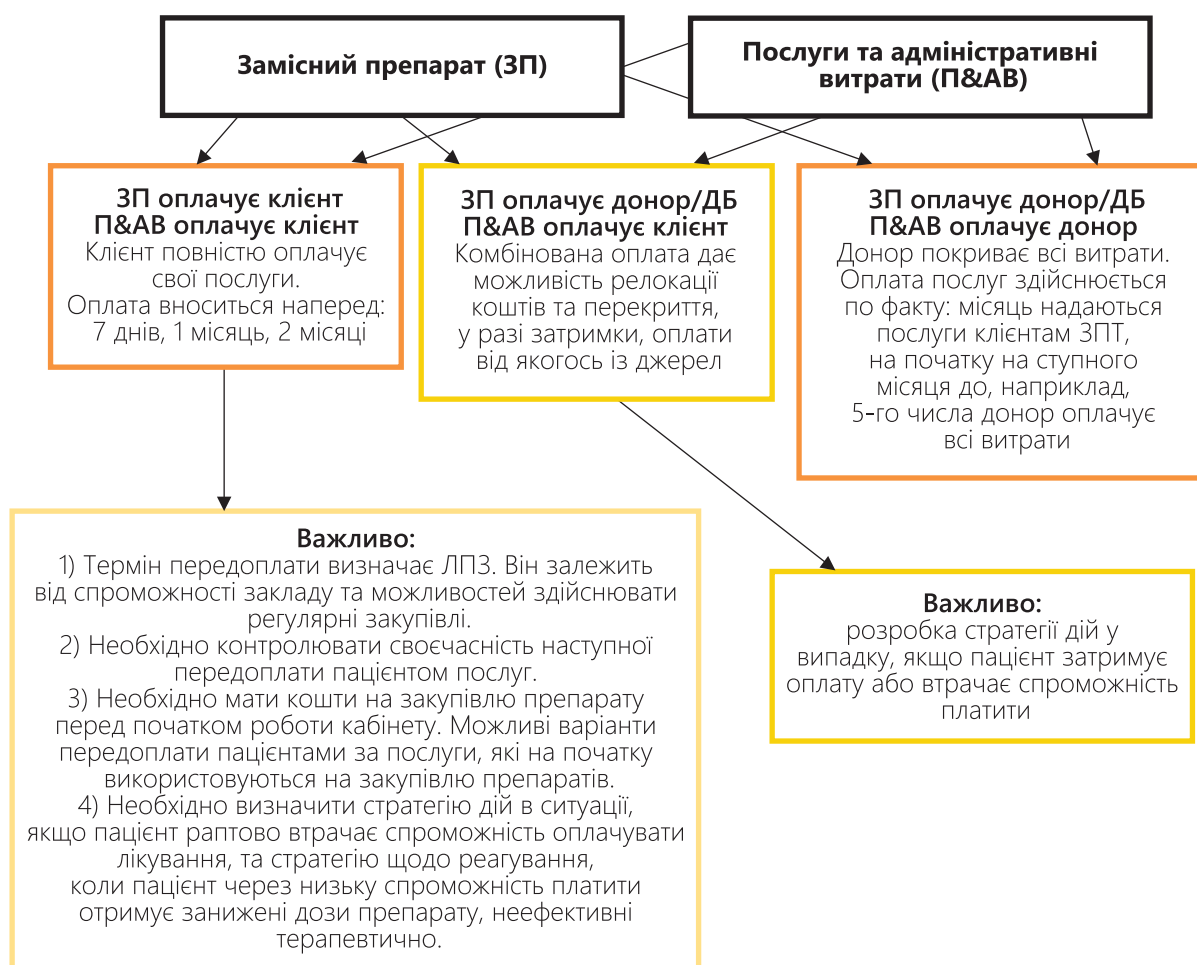 Замісний препарат (ЗП)
Послуги та адміністративні
витрати (П&АВ)
ЗП оплачує клієнт
П&АВ оплачує клієнт
Клієнт повністю оплачує
свої послуги.
Оплата вноситься наперед:
7 днів, 1 місяць, 2 місяці
ЗП оплачує донор/ДБ
П&АВ оплачує клієнт
Комбінована оплата дає
можливість релокації
коштів та перекриття,
у разі затримки, оплати
від якогось із джерел
ЗП оплачує донор/ДБ
П&АВ оплачує донор
Донор покриває всі витрати.
Оплата послуг здійснюється
по факту: місяць надаються
послуги клієнтам ЗПТ,
на початку на ступного
місяця до, наприклад,
5-го числа донор оплачує
всі витрати
Важливо:
1) Термін передоплати визначає ЛПЗ. Він залежить
від спроможності закладу та можливостей здійснювати
регулярні закупівлі.
2) Необхідно контролювати своєчасність наступної
передоплати пацієнтом послуг.
3) Необхідно мати кошти на закупівлю препарату
перед початком роботи кабінету. Можливі варіанти
передоплати пацієнтами за послуги, які на початку
використовуються на закупівлю препаратів.
4) Необхідно визначити стратегію дій в ситуації,
якщо пацієнт раптово втрачає спроможність оплачувати
лікування, та стратегію щодо реагування,
коли пацієнт через низьку спроможність платити
отримує занижені дози препарату, неефективні
терапевтично.
Важливо:
розробка стратегії дій у
випадку, якщо пацієнт затримує
оплату або втрачає спроможність
платити